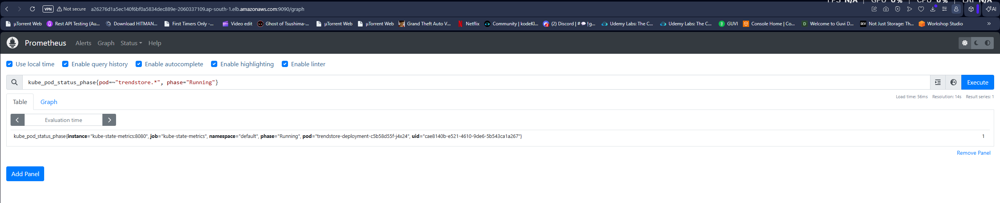 FPS N/A | GPU 0% | CPU 6% | LAT N/A
VPN Not secure a26276d1a5ec140f6bf0a5834dec889e-2060337109.ap-south-1.elb.amazonaws.com:9090/graph AI
µTorrent Web Rest API Testing (Au... Download HITMAN... First Timers Only -... Video edit Ghost of Tsushima-... µTorrent Web µTorrent Web Grand Theft Auto V... Netflix Community | kodeKl... (2) Discord | #💬|g... Udemy Labs: The C... Udemy Labs: The C... GUVI Console Home | Co... Welcome to Guvi D... Not Just Storage: Th... Workshop Studio »
Prometheus Alerts Graph Status Help
Use local time Enable query history Enable autocomplete Enable highlighting Enable linter
kube_pod_status_phase{pod=~"trendstore.*", phase="Running"} Execute
Table Graph Load time: 56ms Resolution: 14s Result series: 1
Evaluation time
kube_pod_status_phase{instance="kube-state-metrics:8080", job="kube-state-metrics", namespace="default", phase="Running", pod="trendstore-deployment-c5b58d55f-j4x24", uid="cae8140b-e521-4610-9de6-5b543ca1a267"} 1
Remove Panel
Add Panel